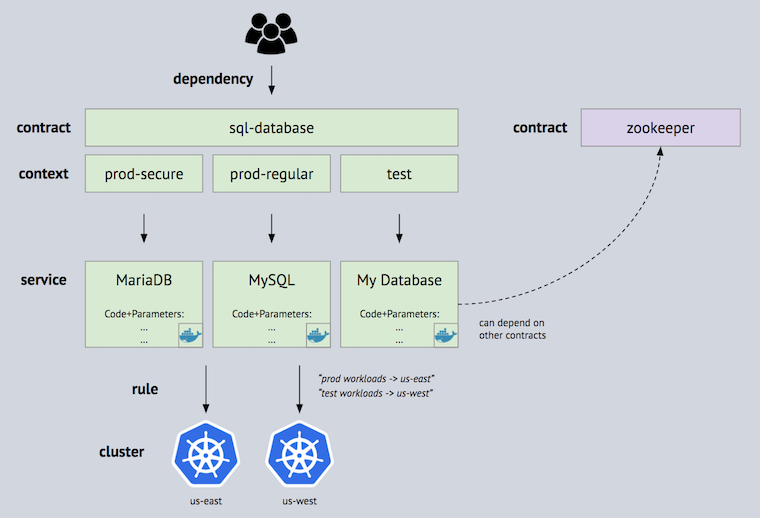 dependency
contract
sql-database
contract
zookeeper
context
prod-secure
prod-regular
test
service
MariaDB
Code+Parameters:
...
...
MySQL
Code+Parameters:
...
...
My Database
Code+Parameters:
...
...
can depend on
other contracts
rule
“prod workloads -> us-east”
“test workloads -> us-west”
cluster
us-east
us-west